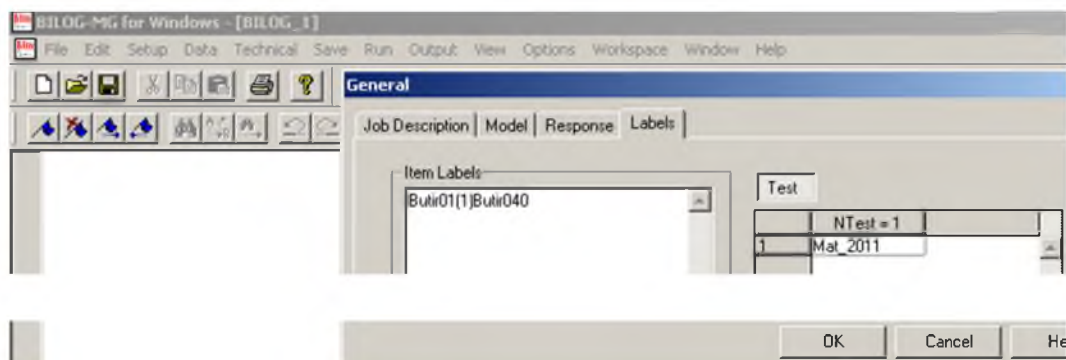 BILOG-MG for Windows - [BILOG_1]
File Edit Setup Data Technical Save Run Output View Options Workspace Window Help
General
Job Description Model Response Labels
Item Labels
Butir01(1)Butir040
Test
NTest = 1
1 Mat_2011
OK Cancel He